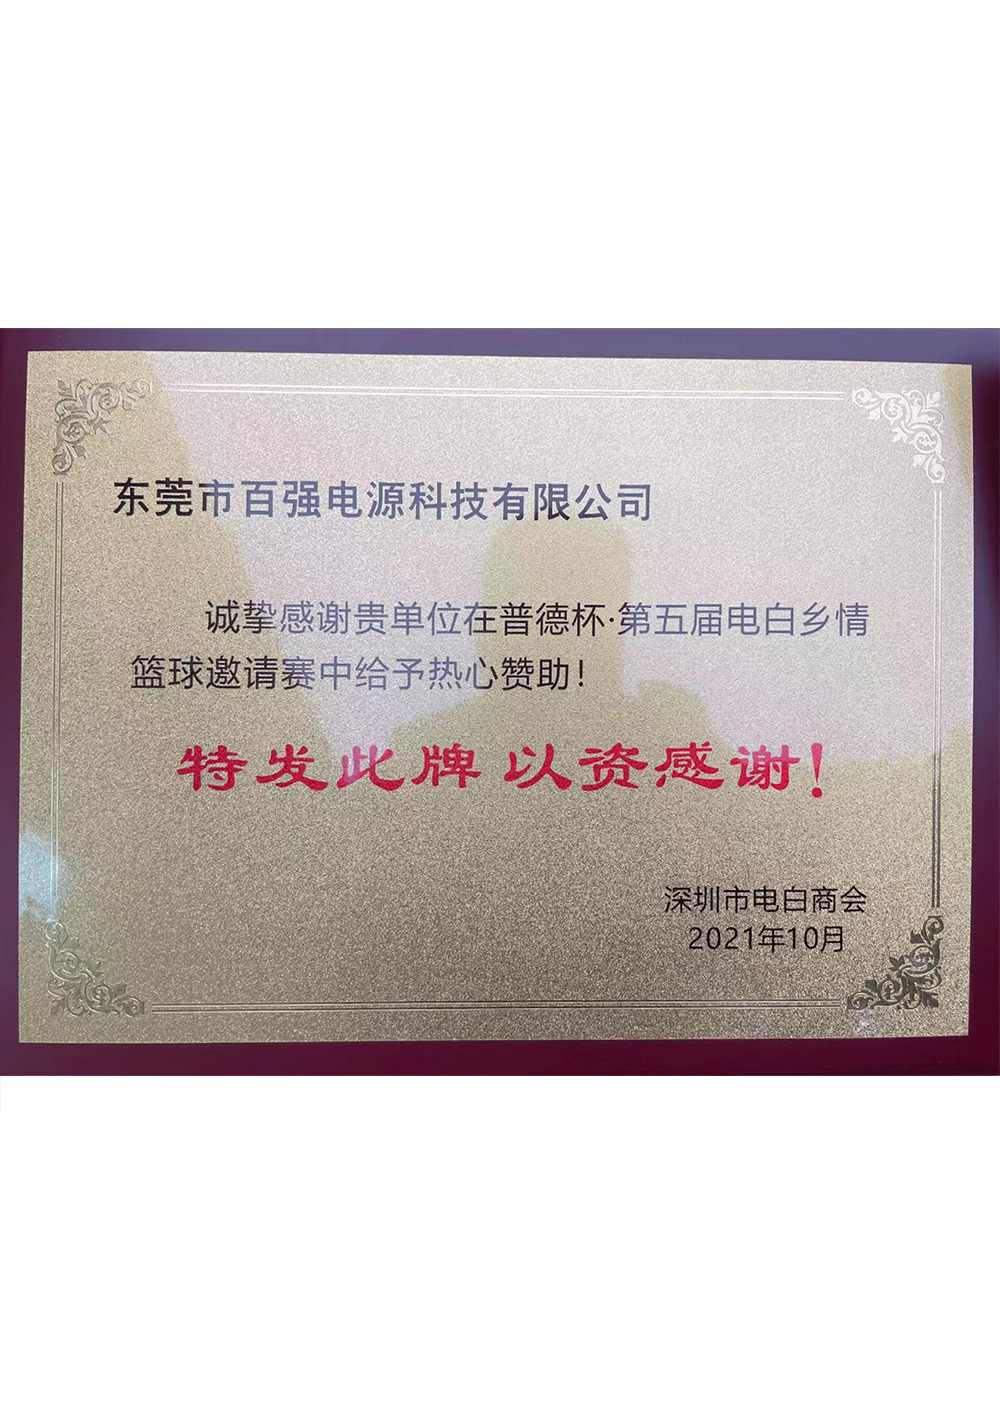 东莞市百强电源科技有限公司
诚挚感谢贵单位在普德杯·第五届电白乡情
篮球邀请赛中给予热心赞助！
特发此牌 以资感谢！
深圳市电白商会
2021年10月